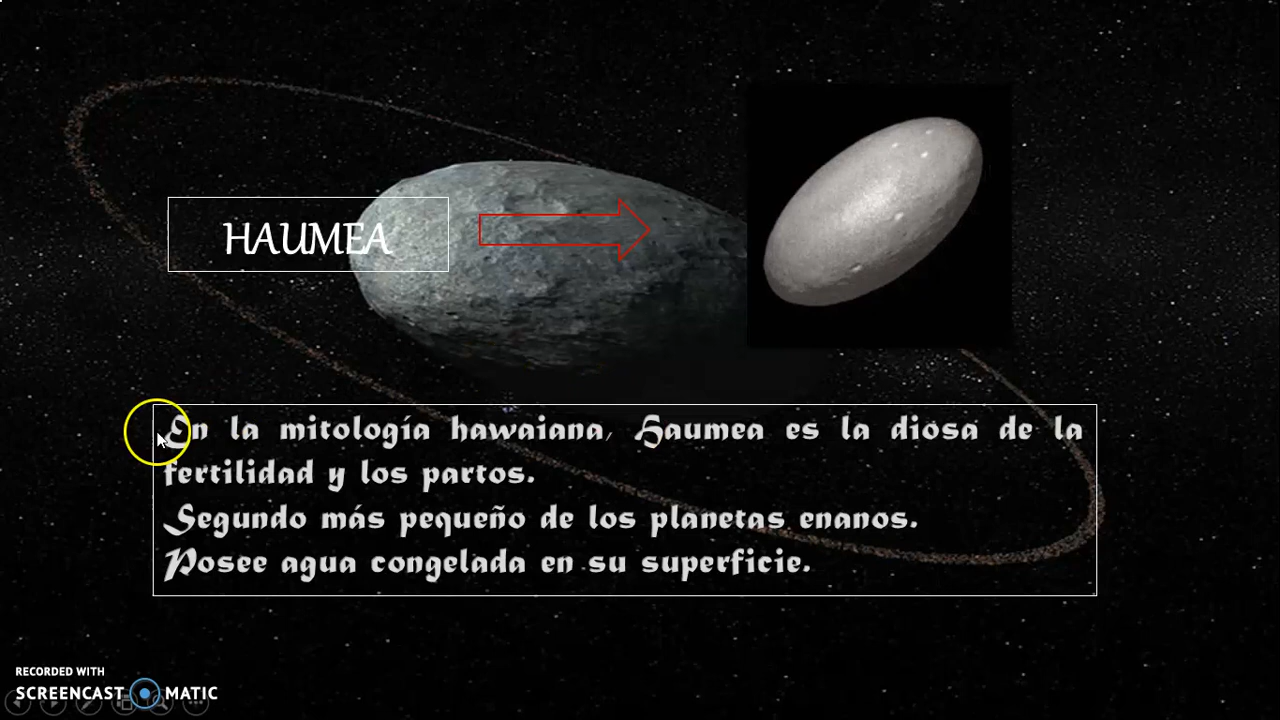 HAUMEA
En la mitología hawaiana, Haumea es la diosa de la
fertilidad y los partos.
Segundo más pequeño de los planetas enanos.
Posee agua congelada en su superficie.
RECORDED WITH
SCREENCAST MATIC